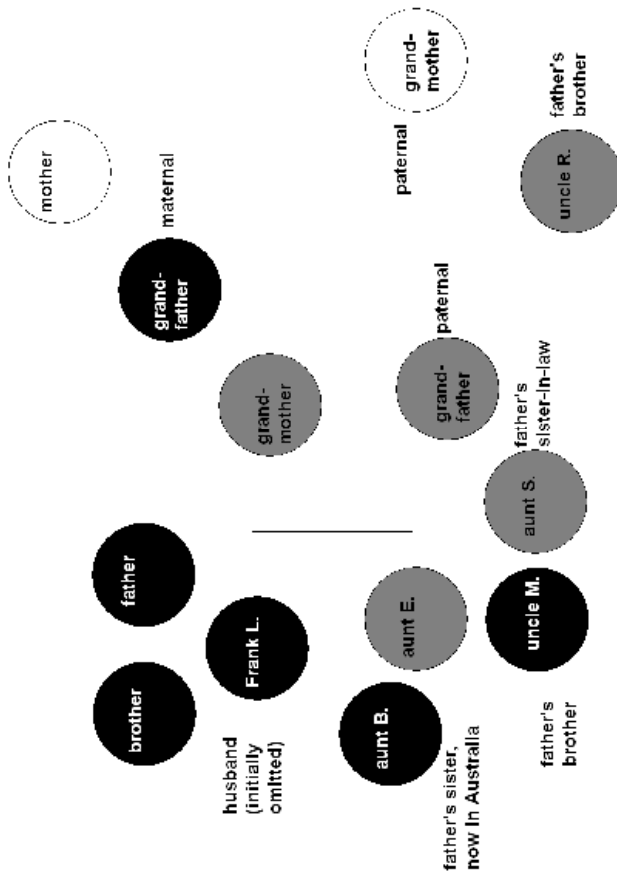 mother
brother
father
grand-
father
maternal
husband
(initially
omitted)
Frank L.
grand-
mother
aunt B.
paternal
grand-
mother
aunt E.
grand-
father
paternal
father's sister,
now in Australia
aunt S.
father's
sister-in-law
uncle M.
father's
brother
uncle R.
father's
brother